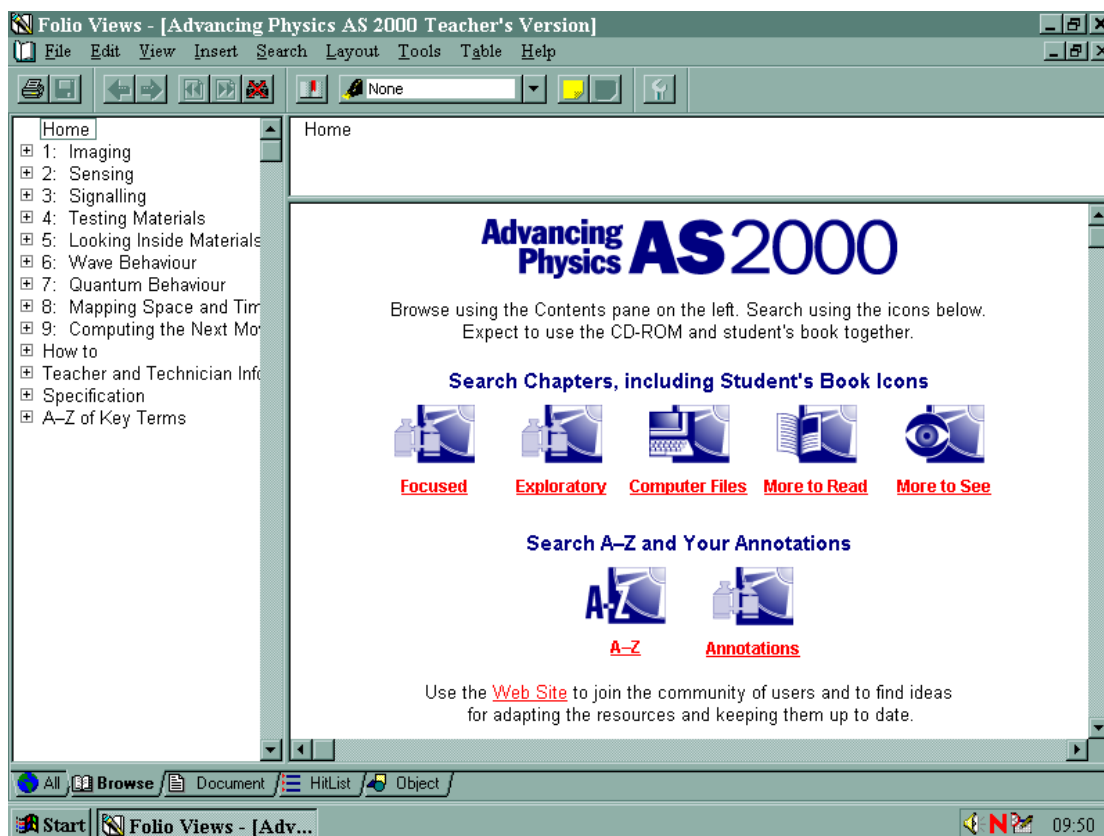 Folio Views - [Advancing Physics AS 2000 Teacher's Version]
File Edit View Insert Search Layout Tools Table Help
None
Home
1: Imaging
2: Sensing
3: Signalling
4: Testing Materials
5: Looking Inside Materials
6: Wave Behaviour
7: Quantum Behaviour
8: Mapping Space and Tim
9: Computing the Next Mo
How to
Teacher and Technician Info
Specification
A–Z of Key Terms
Home
Advancing Physics AS 2000
Browse using the Contents pane on the left. Search using the icons below.
Expect to use the CD-ROM and student's book together.
Search Chapters, including Student's Book Icons
Focused Exploratory Computer Files More to Read More to See
Search A–Z and Your Annotations
A-Z
A–Z Annotations
Use the Web Site to join the community of users and to find ideas
for adapting the resources and keeping them up to date.
All Browse Document HitList Object
Start Folio Views - [Adv... N 09:50